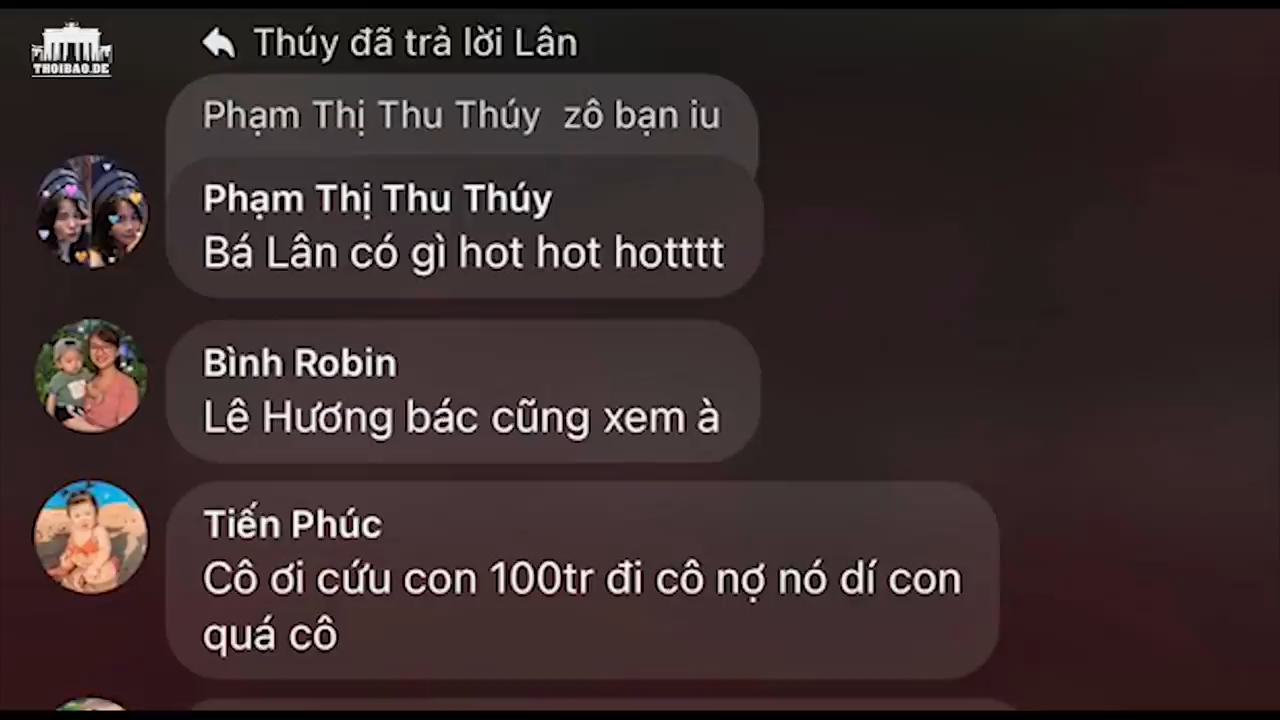 THOIBAO.DE
Thúy đã trả lời Lân
Phạm Thị Thu Thúy zô bạn iu
Phạm Thị Thu Thúy
Bá Lân có gì hot hot hotttt
Bình Robin
Lê Hương bác cũng xem à
Tiến Phúc
Cô ơi cứu con 100tr đi cô nợ nó dí con
quá cô